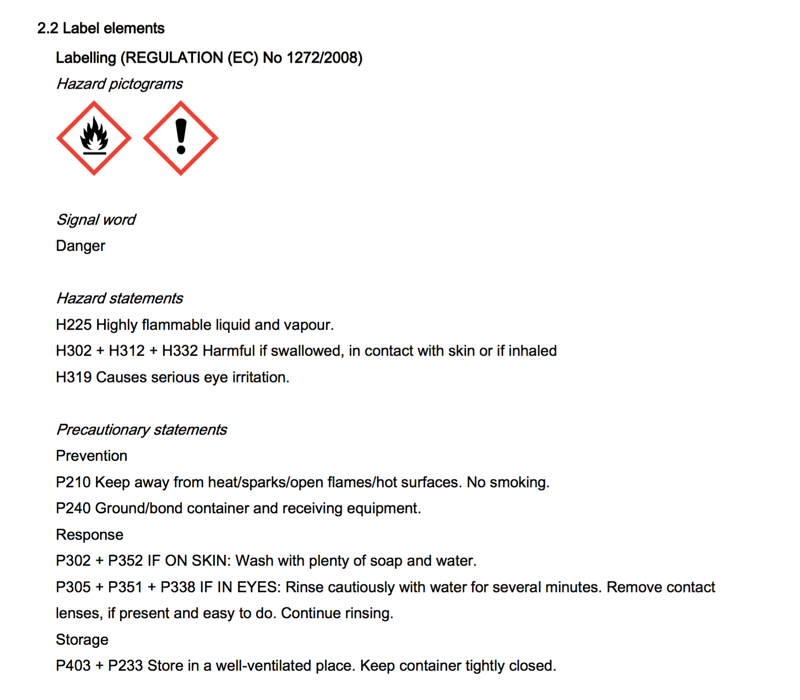 2.2 Label elements
Labelling (REGULATION (EC) No 1272/2008)
Hazard pictograms
Signal word
Danger
Hazard statements
H225 Highly flammable liquid and vapour.
H302 + H312 + H332 Harmful if swallowed, in contact with skin or if inhaled
H319 Causes serious eye irritation.
Precautionary statements
Prevention
P210 Keep away from heat/sparks/open flames/hot surfaces. No smoking.
P240 Ground/bond container and receiving equipment.
Response
P302 + P352 IF ON SKIN: Wash with plenty of soap and water.
P305 + P351 + P338 IF IN EYES: Rinse cautiously with water for several minutes. Remove contact
lenses, if present and easy to do. Continue rinsing.
Storage
P403 + P233 Store in a well-ventilated place. Keep container tightly closed.